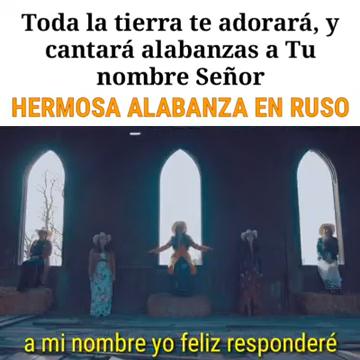 Toda la tierra te adorará, y
cantará alabanzas a Tu
nombre Señor
HERMOSA ALABANZA EN RUSO
a mi nombre yo feliz responderé